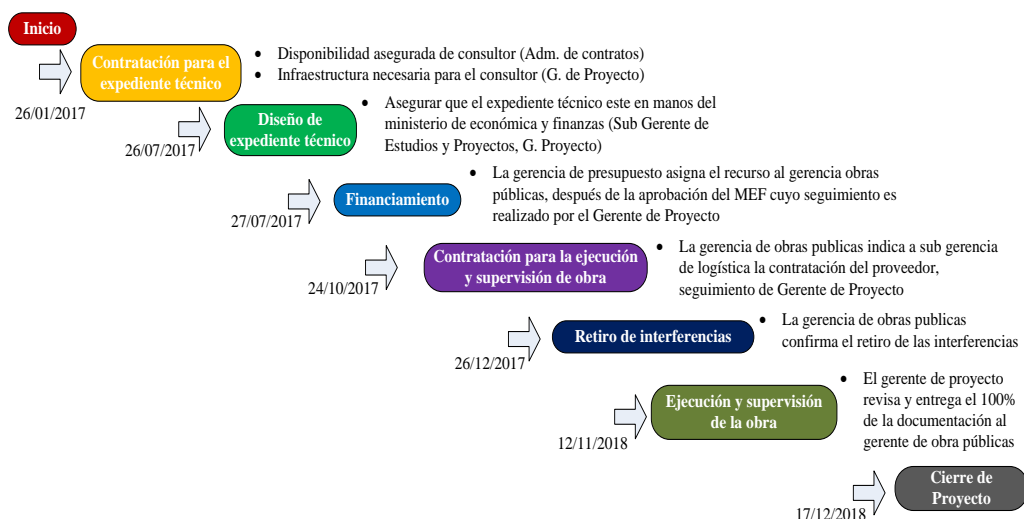 Inicio
26/01/2017
Contratación para el
expediente técnico
• Disponibilidad asegurada de consultor (Adm. de contratos)
• Infraestructura necesaria para el consultor (G. de Proyecto)
26/07/2017
Diseño de
expediente técnico
• Asegurar que el expediente técnico este en manos del
ministerio de económica y finanzas (Sub Gerente de
Estudios y Proyectos, G. Proyecto)
27/07/2017
Financiamiento
• La gerencia de presupuesto asigna el recurso al gerencia obras
públicas, después de la aprobación del MEF cuyo seguimiento es
realizado por el Gerente de Proyecto
24/10/2017
Contratación para la ejecución
y supervisión de obra
• La gerencia de obras publicas indica a sub gerencia
de logística la contratación del proveedor,
seguimiento de Gerente de Proyecto
26/12/2017
Retiro de interferencias
• La gerencia de obras publicas
confirma el retiro de las interferencias
12/11/2018
Ejecución y supervisión
de la obra
• El gerente de proyecto
revisa y entrega el 100%
de la documentación al
gerente de obra públicas
17/12/2018
Cierre de
Proyecto